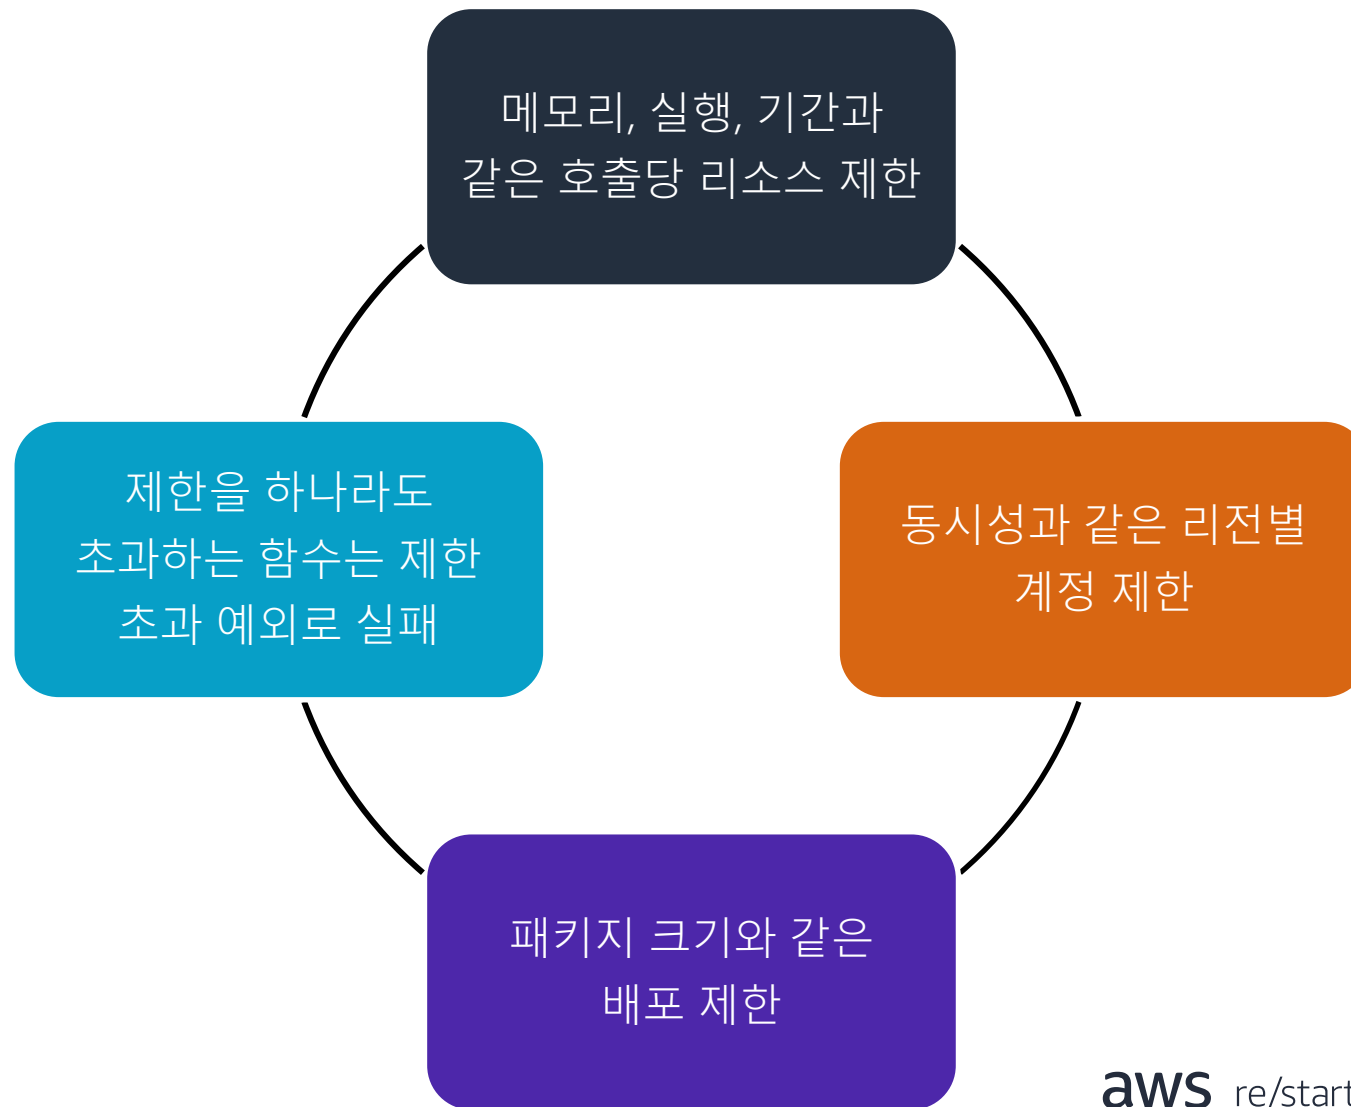 메모리, 실행, 기간과
같은 호출당 리소스 제한
제한을 하나라도
초과하는 함수는 제한
초과 예외로 실패
동시성과 같은 리전별
계정 제한
패키지 크기와 같은
배포 제한
aws re/start